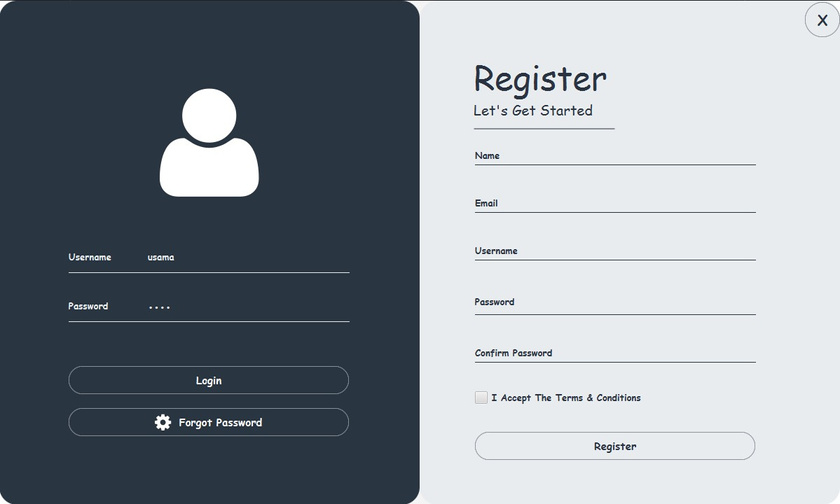 Username usama
Password ••••
Login
Forgot Password
X
Register
Let's Get Started
Name
Email
Username
Password
Confirm Password
I Accept The Terms & Conditions
Register